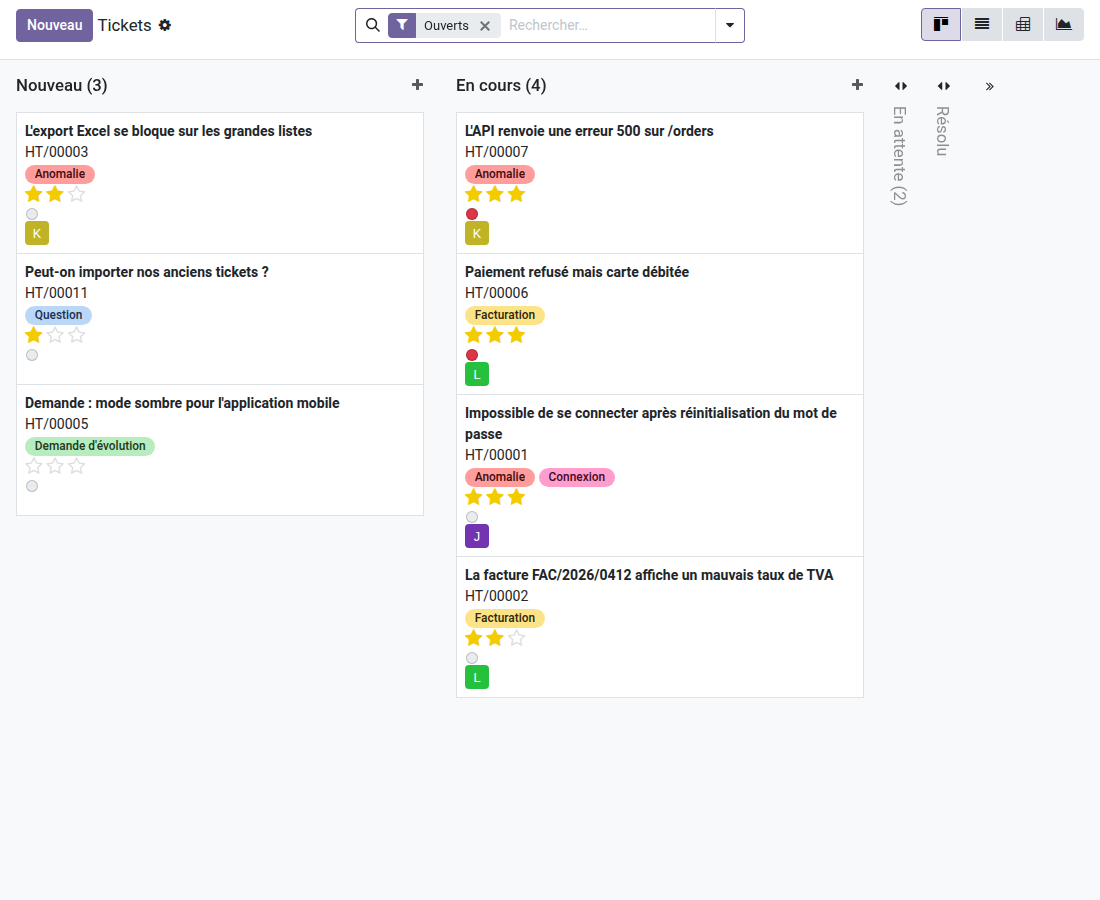 Nouveau
Tickets
Ouverts
Rechercher...
Nouveau (3)
L'export Excel se bloque sur les grandes listes
HT/00003
Anomalie
K
Peut-on importer nos anciens tickets ?
HT/00011
Question
Demande : mode sombre pour l'application mobile
HT/00005
Demande d'évolution
En cours (4)
L'API renvoie une erreur 500 sur /orders
HT/00007
Anomalie
K
Paiement refusé mais carte débitée
HT/00006
Facturation
L
Impossible de se connecter après réinitialisation du mot de
passe
HT/00001
Anomalie Connexion
J
La facture FAC/2026/0412 affiche un mauvais taux de TVA
HT/00002
Facturation
L
En attente (2)
Résolu